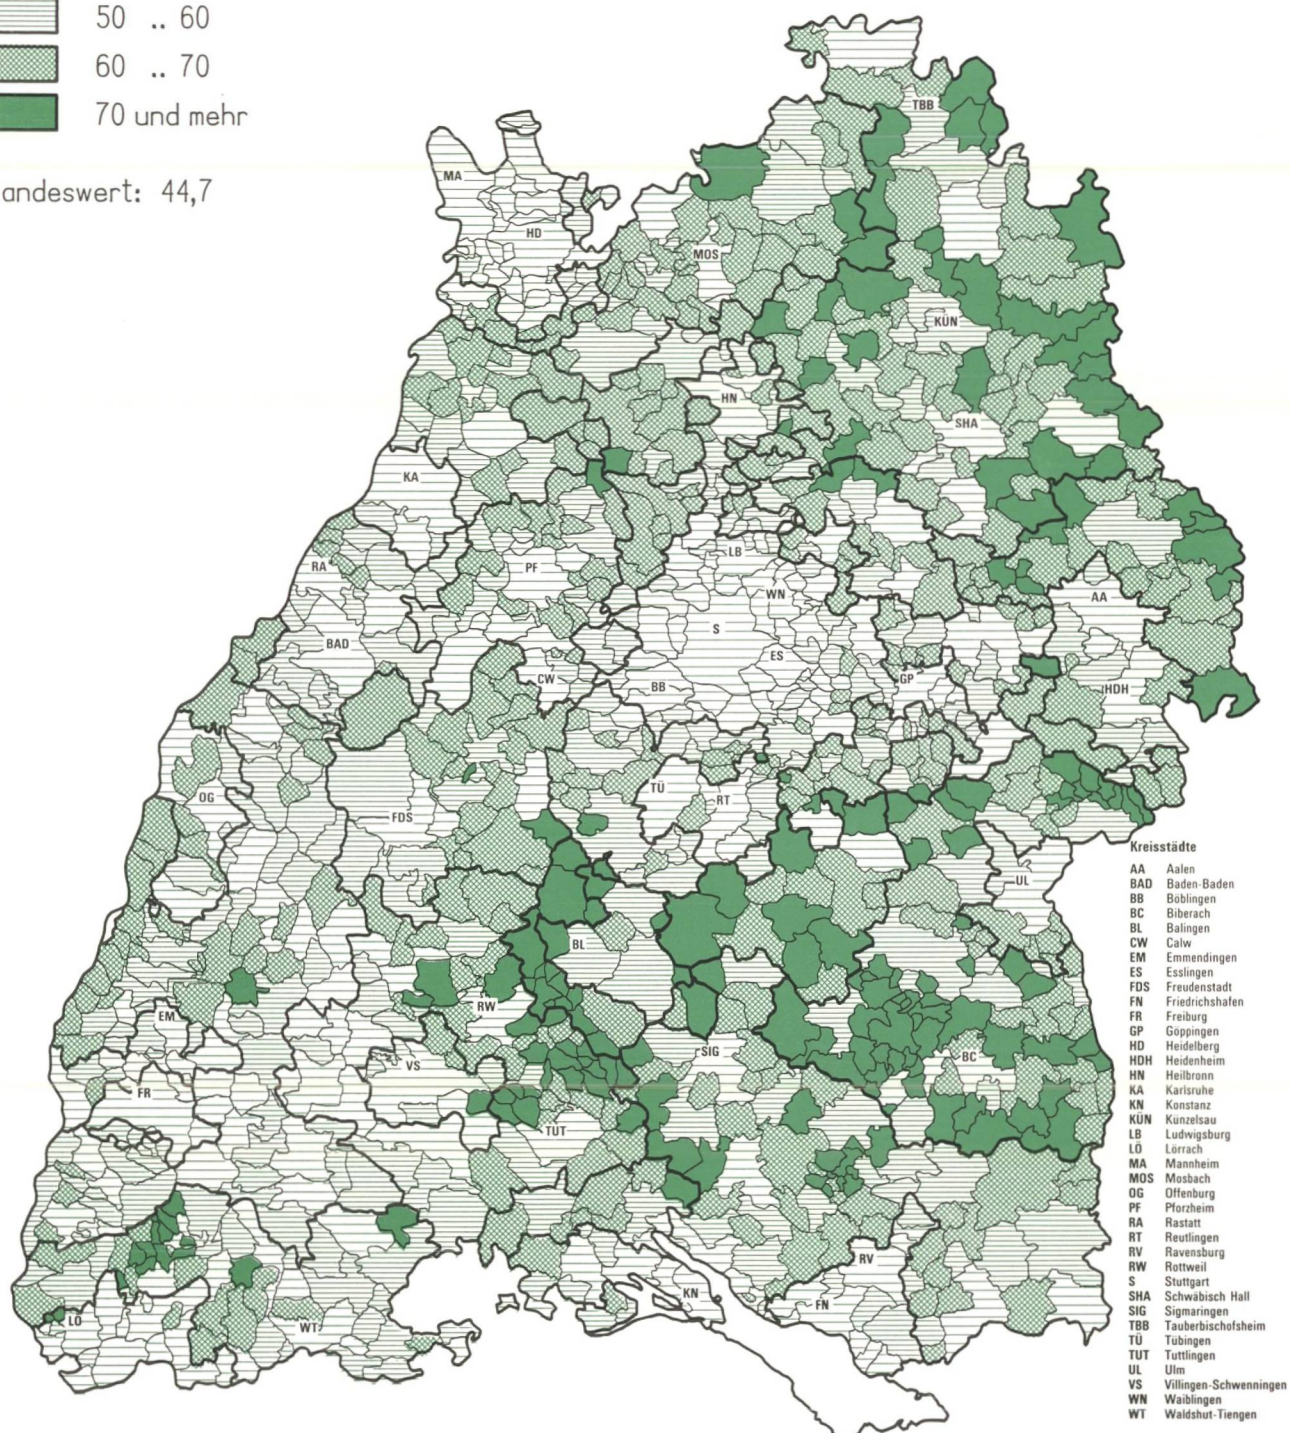 50 .. 60
60 .. 70
70 und mehr
andeswert: 44,7
TBB
MA
HD
MOS
KÜN
HN
SHA
KA
LB
RA
PF
WN
AA
S
BAD
ES
CW
BB
GP
HDH
TÜ
OG
RT
FDS
UL
BL
RW
EM
SIG
BC
VS
FR
TUT
RV
KN
FN
LÖ
WT
Kreisstädte
AA Aalen
BAD Baden-Baden
BB Böblingen
BC Biberach
BL Balingen
CW Calw
EM Emmendingen
ES Esslingen
FDS Freudenstadt
FN Friedrichshafen
FR Freiburg
GP Göppingen
HD Heidelberg
HDH Heidenheim
HN Heilbronn
KA Karlsruhe
KN Konstanz
KÜN Künzelsau
LB Ludwigsburg
LÖ Lörrach
MA Mannheim
MOS Mosbach
OG Offenburg
PF Pforzheim
RA Rastatt
RT Reutlingen
RV Ravensburg
RW Rottweil
S Stuttgart
SHA Schwäbisch Hall
SIG Sigmaringen
TBB Tauberbischofsheim
TÜ Tübingen
TUT Tuttlingen
UL Ulm
VS Villingen-Schwenningen
WN Waiblingen
WT Waldshut-Tiengen